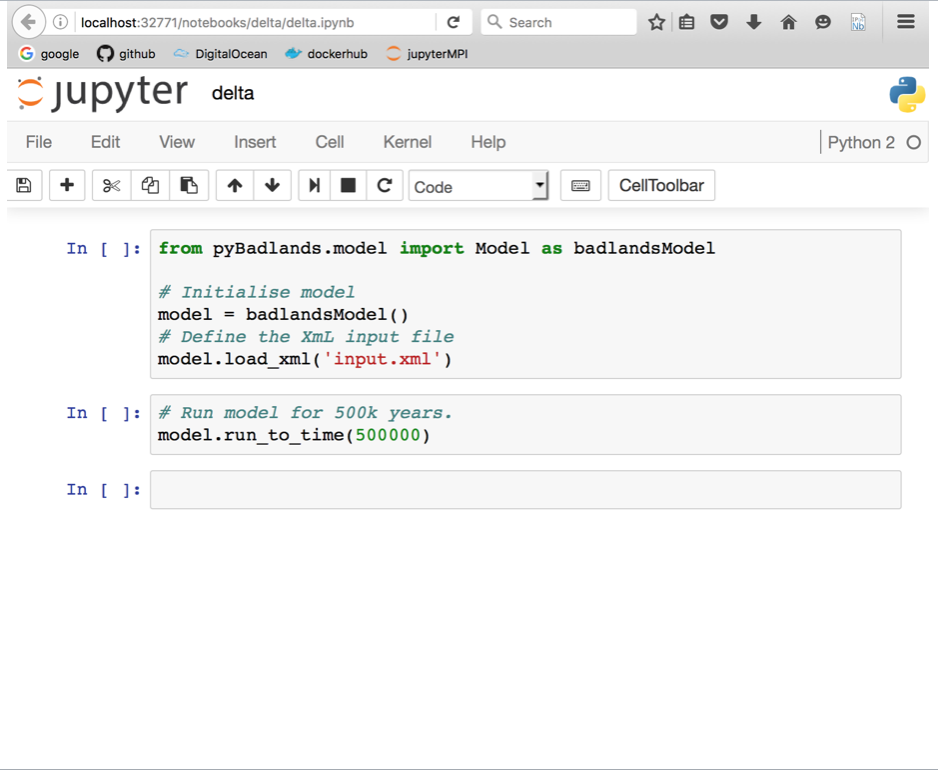 localhost:32771/notebooks/delta/delta.ipynb Search
google github DigitalOcean dockerhub jupyterMPI
jupyter delta
File Edit View Insert Cell Kernel Help Python 2
Code CellToolbar
In [ ]: from pyBadlands.model import Model as badlandsModel
# Initialise model
model = badlandsModel()
# Define the XmL input file
model.load_xml('input.xml')
In [ ]: # Run model for 500k years.
model.run_to_time(500000)
In [ ]: